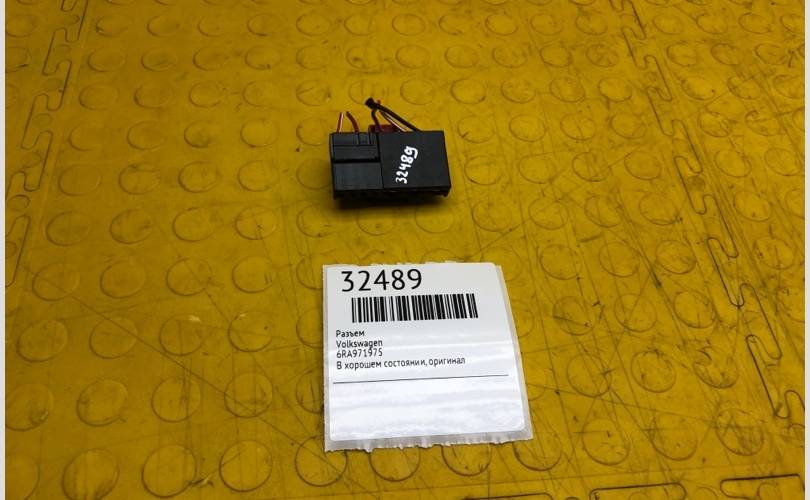 32489
32489
Разъем
Volkswagen
6RA971975
В хорошем состоянии, оригинал